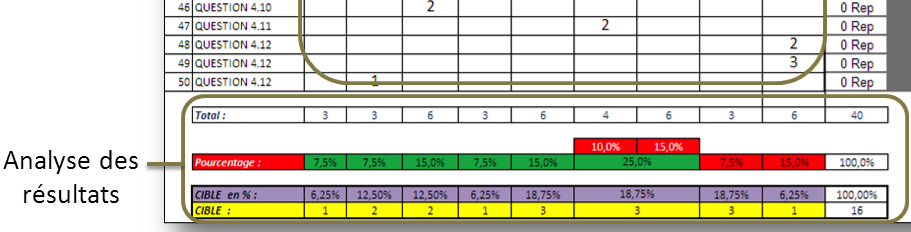 46 QUESTION 4.10 2 0 Rep
47 QUESTION 4.11 2 0 Rep
48 QUESTION 4.12 2 0 Rep
49 QUESTION 4.12 3 0 Rep
50 QUESTION 4.12 1 0 Rep
Total : 3 3 6 3 6 4 6 3 6 40
10,0% 15,0%
Pourcentage : 7,5% 7,5% 15,0% 7,5% 15,0% 25,0% 7,5% 15,0% 100,0%
Analyse des
résultats
CIBLE en % : 6,25% 12,50% 12,50% 6,25% 18,75% 18,75% 18,75% 6,25% 100,00%
CIBLE : 1 2 2 1 3 3 3 1 16